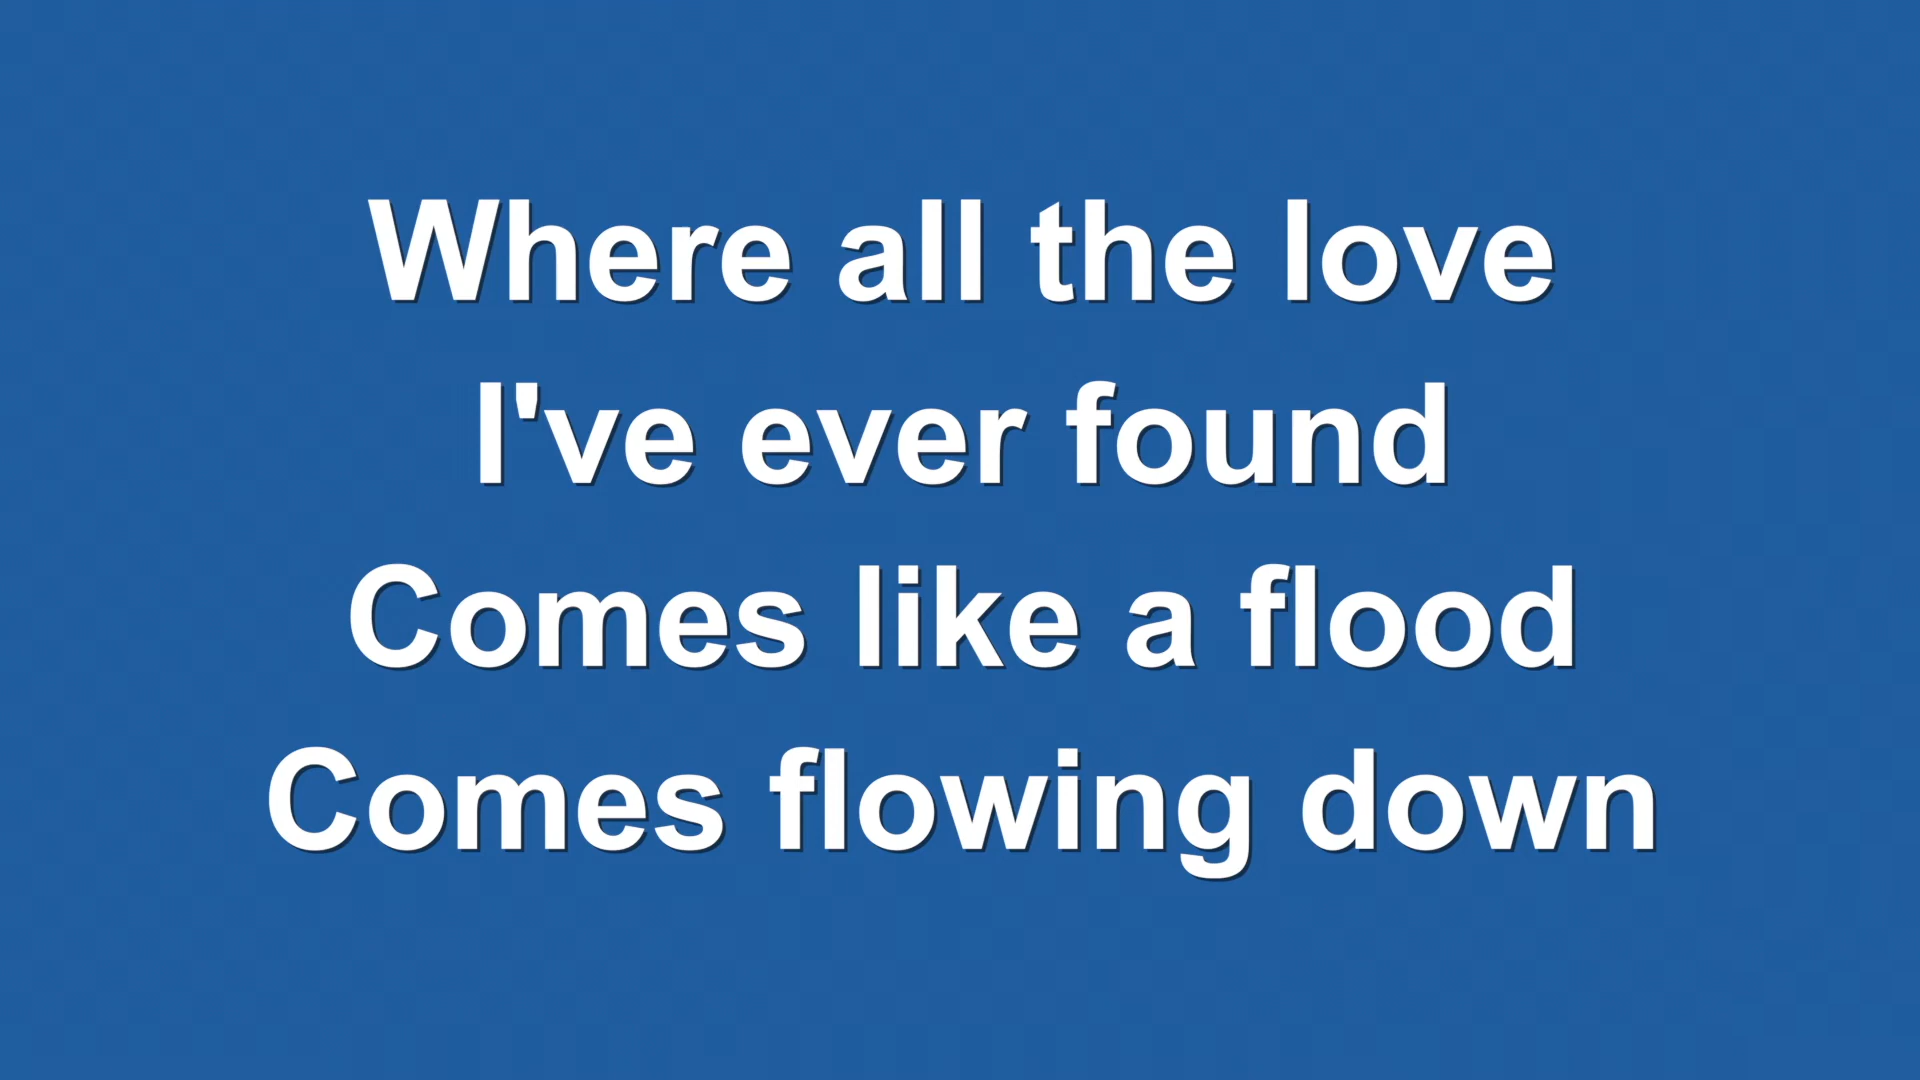 Where all the love
I've ever found
Comes like a flood
Comes flowing down